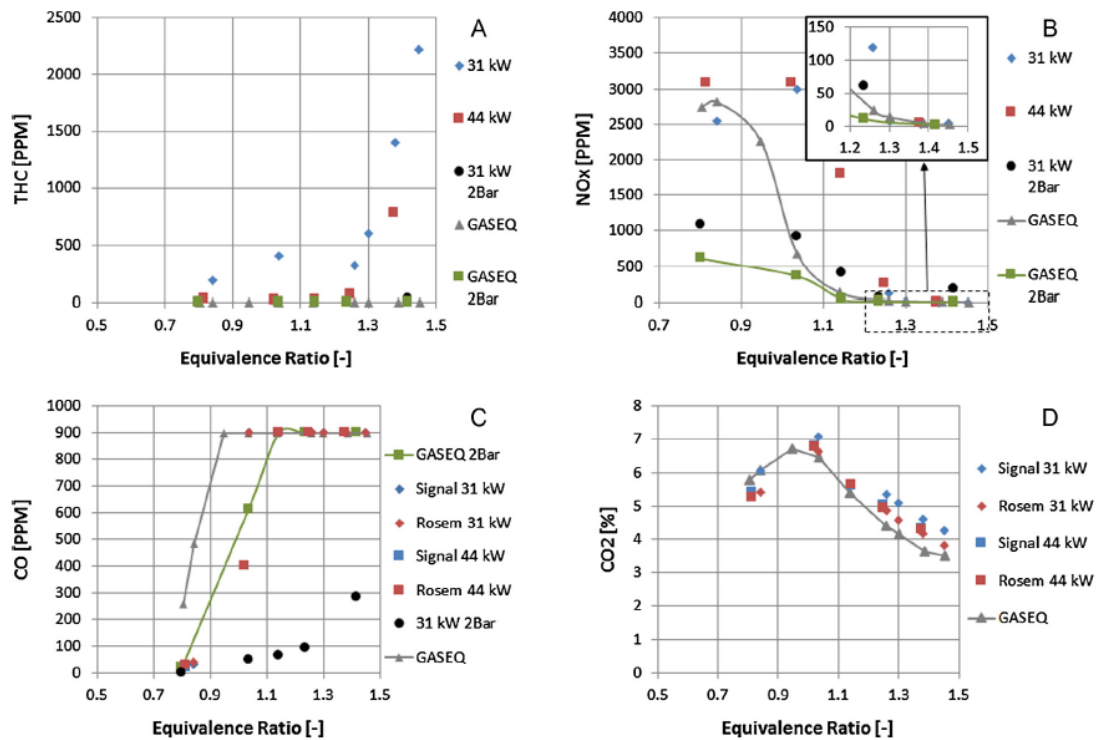 A
THC [PPM]
2500
2000
1500
1000
500
0
0.5 0.7 0.9 1.1 1.3 1.5
Equivalence Ratio [-]
31 kW
44 kW
31 kW
2Bar
GASEQ
GASEQ
2Bar
B
NOx [PPM]
4000
3500
3000
2500
2000
1500
1000
500
0
0.7 0.9 1.1 1.3 1.5
Equivalence Ratio [-]
150
100
50
0
1.2 1.3 1.4 1.5
31 kW
44 kW
31 kW
2Bar
GASEQ
GASEQ
2Bar
C
CO [PPM]
1000
900
800
700
600
500
400
300
200
100
0
0.5 0.7 0.9 1.1 1.3 1.5
Equivalence Ratio [-]
GASEQ 2Bar
Signal 31 kW
Rosem 31 kW
Signal 44 kW
Rosem 44 kW
31 kW 2Bar
GASEQ
D
CO2 [%]
8
7
6
5
4
3
2
1
0
0.5 0.7 0.9 1.1 1.3 1.5
Equivalence Ratio [-]
Signal 31 kW
Rosem 31 kW
Signal 44 kW
Rosem 44 kW
GASEQ